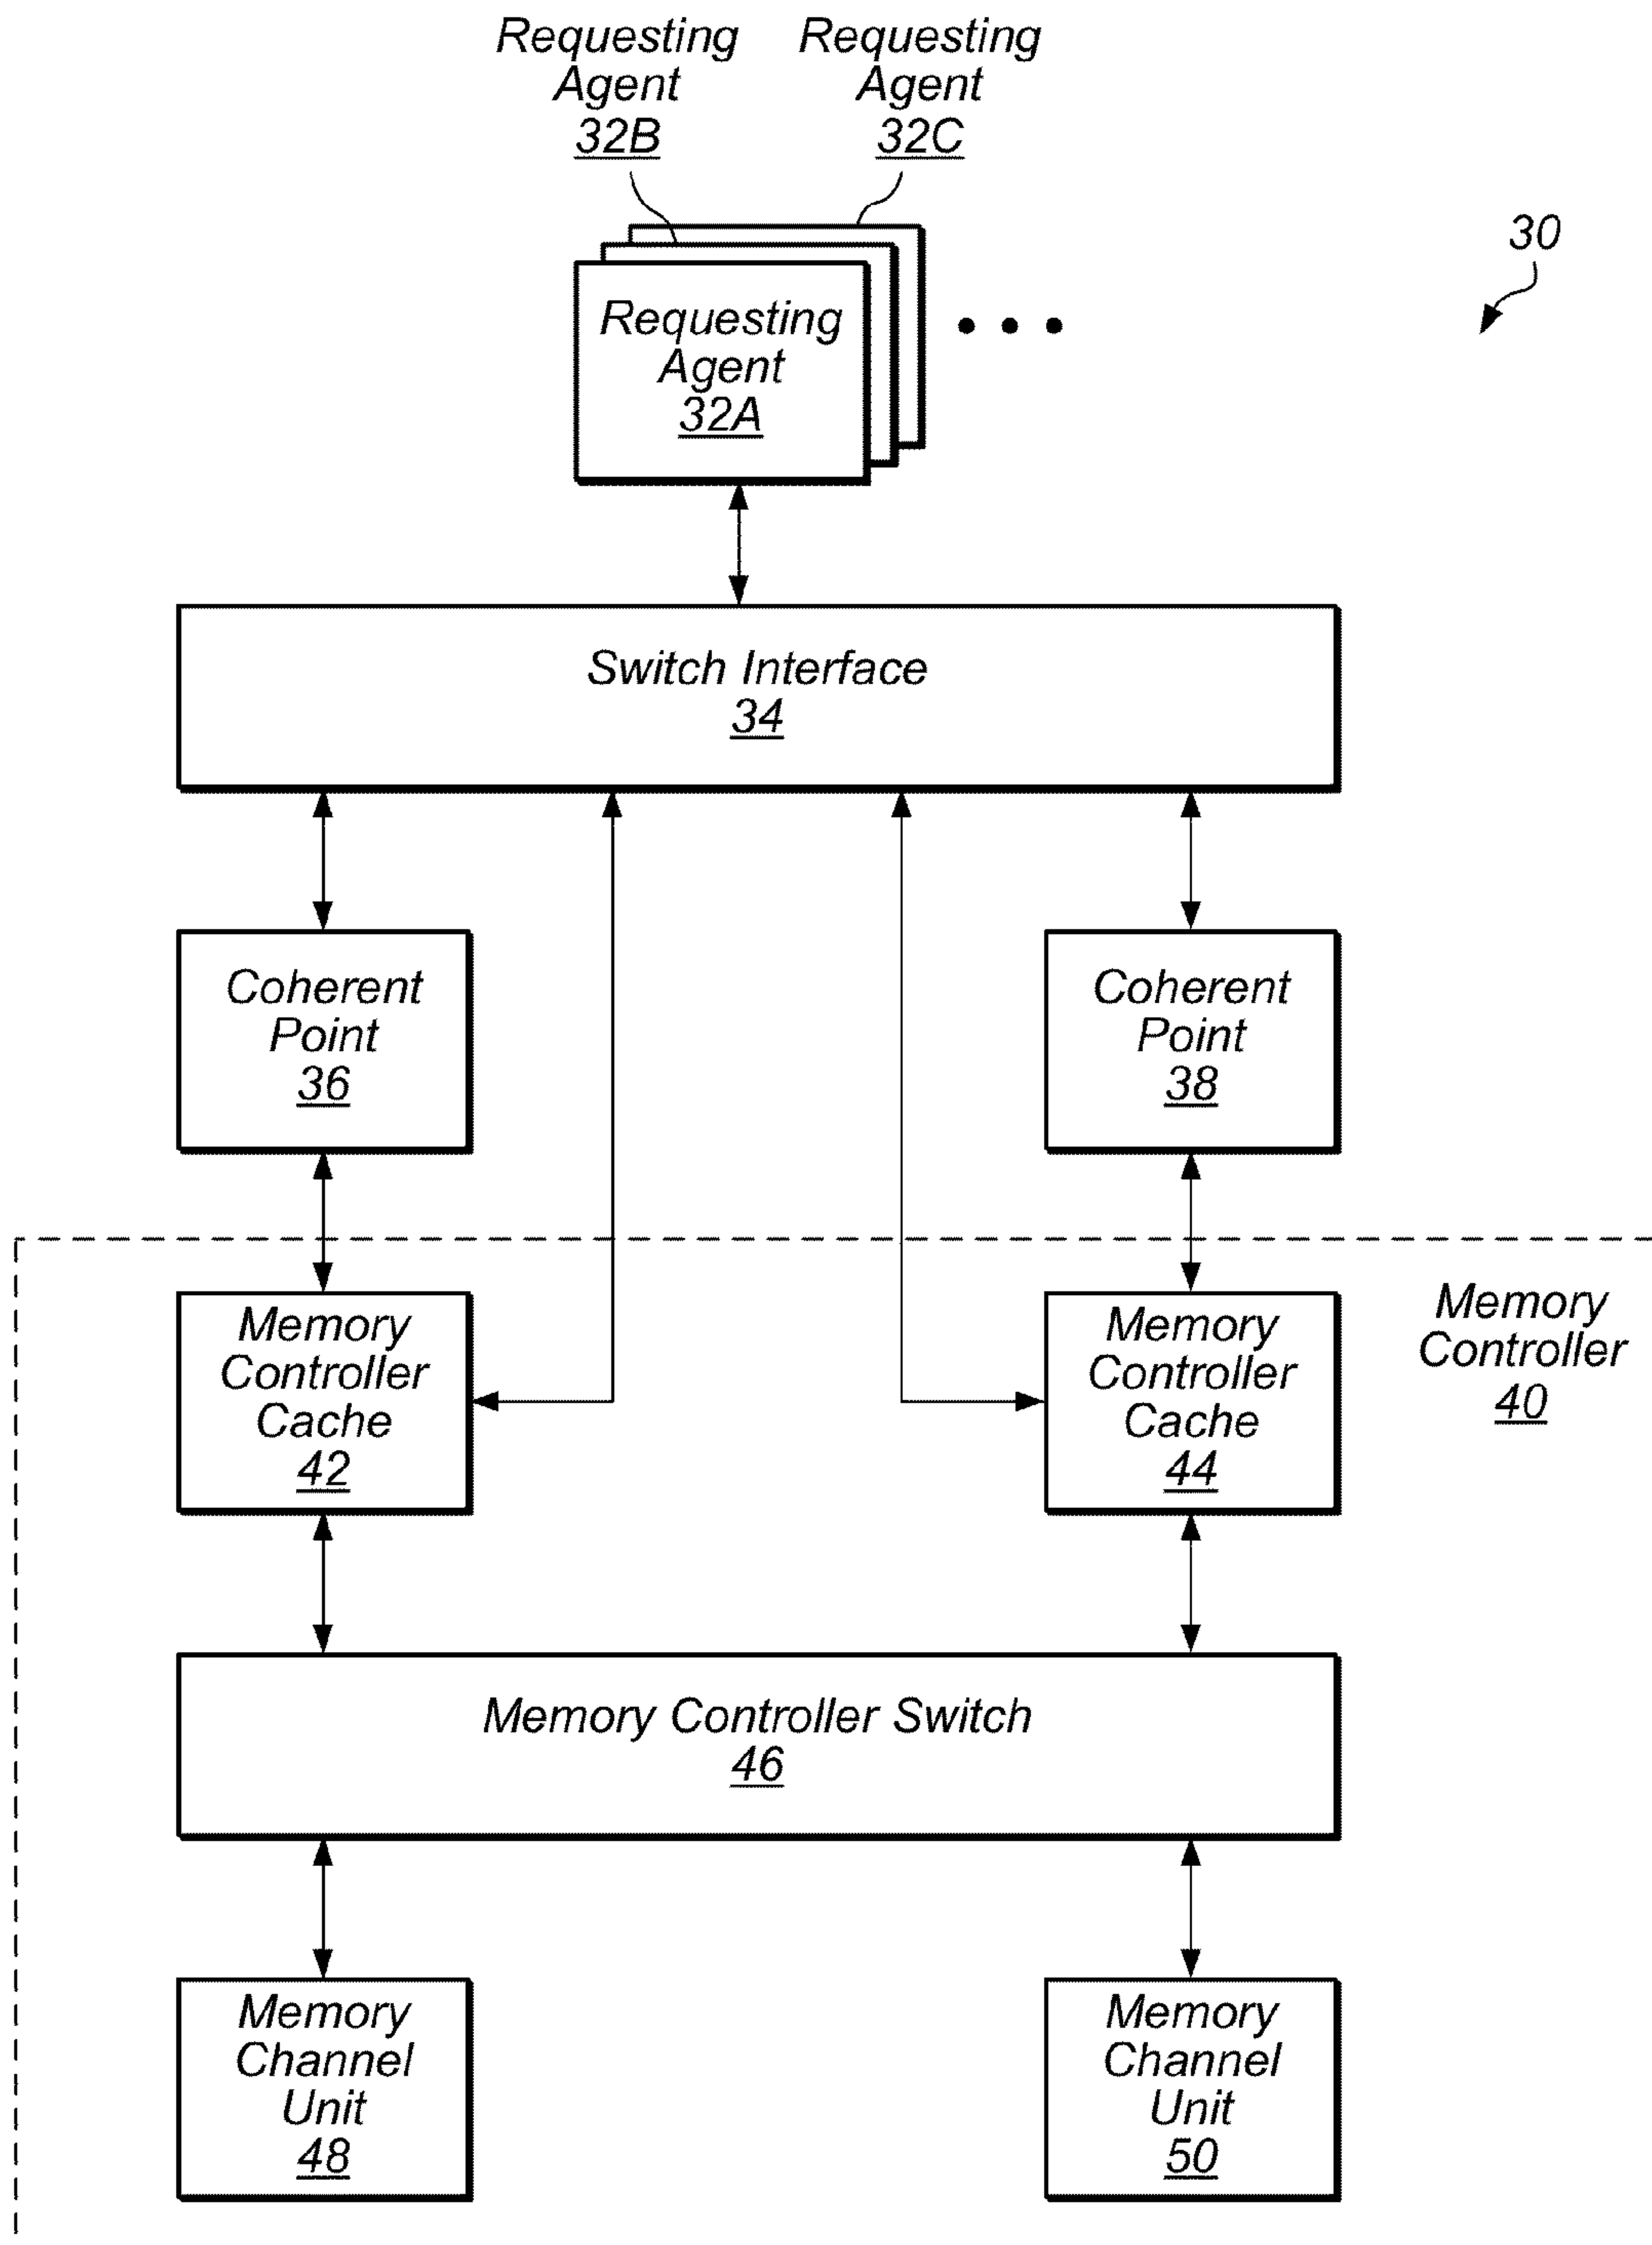 Requesting
Agent
32B
Requesting
Agent
32C
30
Requesting
Agent
32A
Switch Interface
34
Coherent
Point
36
Coherent
Point
38
Memory
Controller
40
Memory
Controller
Cache
42
Memory
Controller
Cache
44
Memory Controller Switch
46
Memory
Channel
Unit
48
Memory
Channel
Unit
50